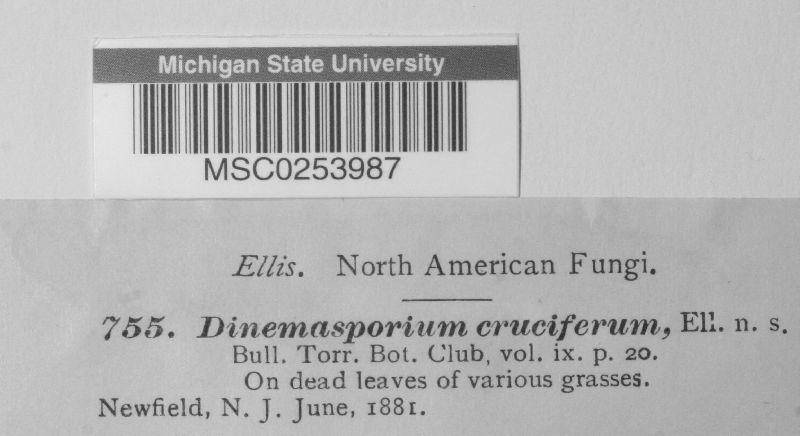 Michigan State University
MSC0253987
Ellis. North American Fungi.
755. Dinemasporium cruciferum, Ell. n. s.
Bull. Torr. Bot. Club, vol. ix. p. 20.
On dead leaves of various grasses.
Newfield, N. J. June, 1881.